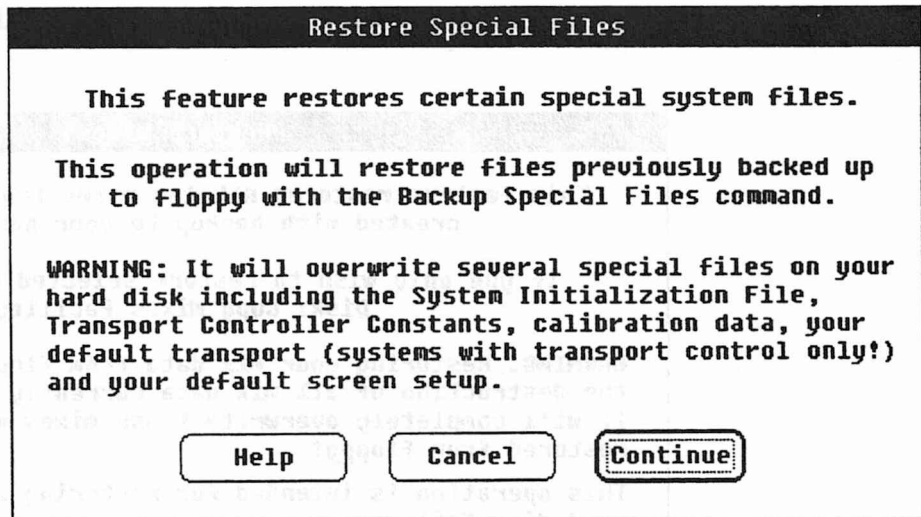 Restore Special Files
This feature restores certain special system files.
This operation will restore files previously backed up
to floppy with the Backup Special Files command.
WARNING: It will overwrite several special files on your
hard disk including the System Initialization File,
Transport Controller Constants, calibration data, your
default transport (systems with transport control only!)
and your default screen setup.
Help Cancel Continue